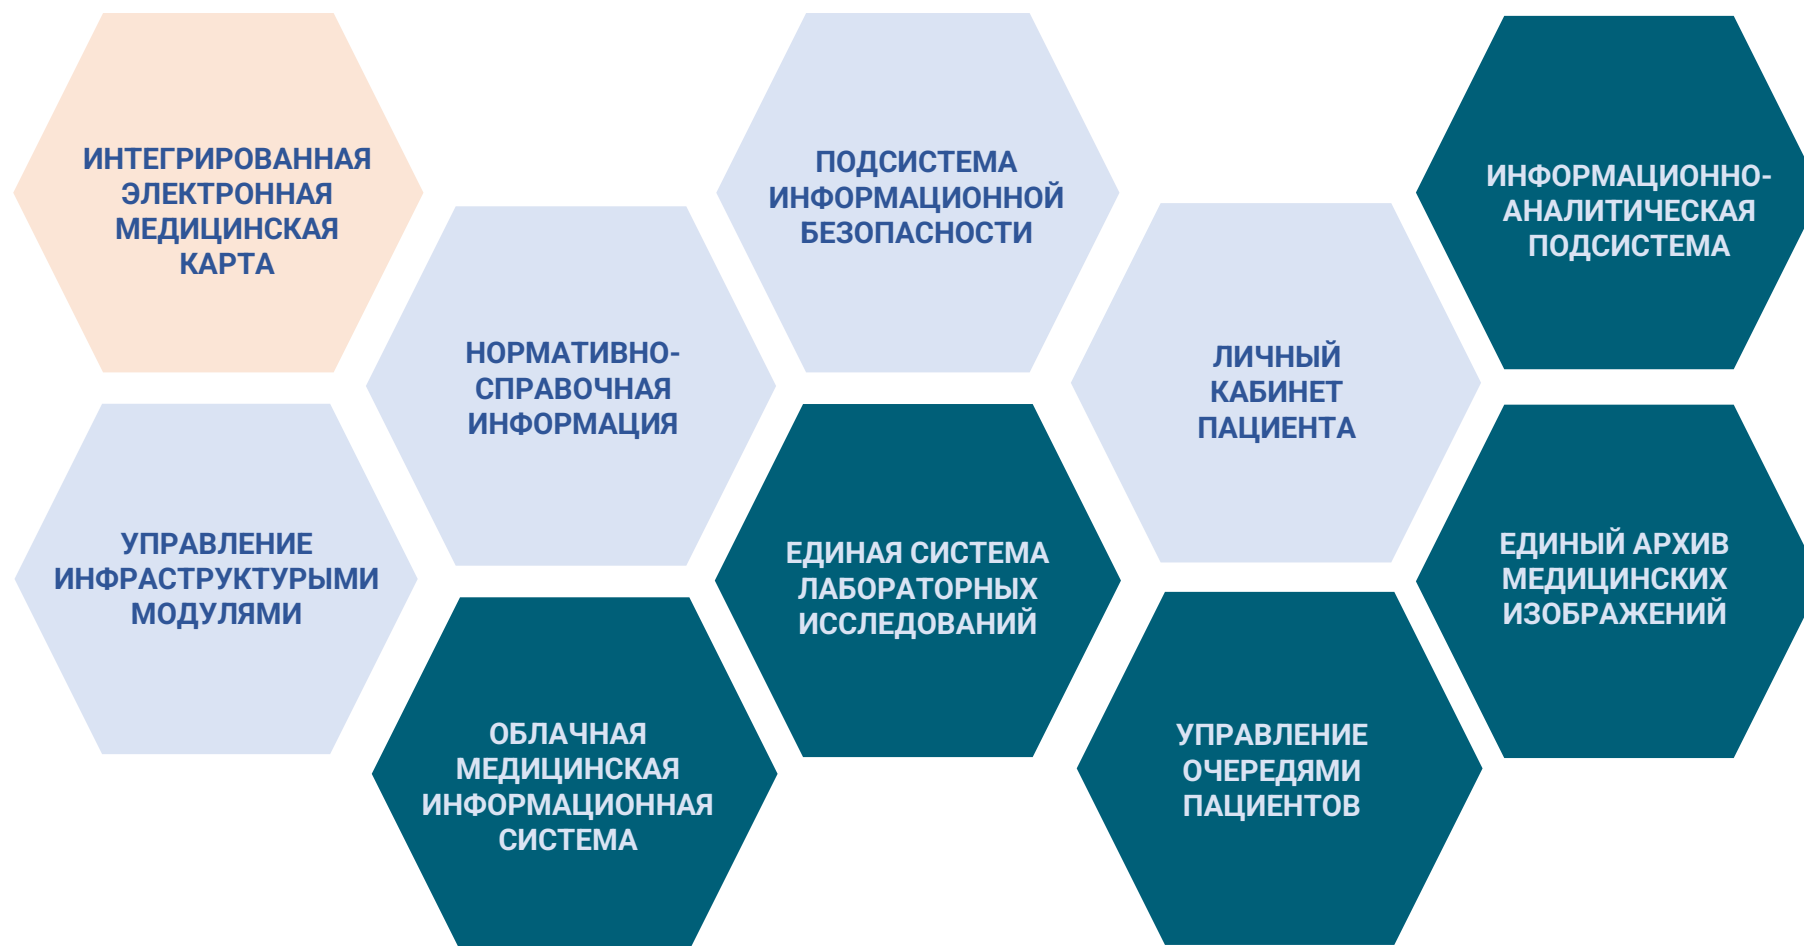 ИНТЕГРИРОВАННАЯ
ЭЛЕКТРОННАЯ
МЕДИЦИНСКАЯ
КАРТА
ПОДСИСТЕМА
ИНФОРМАЦИОННОЙ
БЕЗОПАСНОСТИ
ИНФОРМАЦИОННО-
АНАЛИТИЧЕСКАЯ
ПОДСИСТЕМА
НОРМАТИВНО-
СПРАВОЧНАЯ
ИНФОРМАЦИЯ
ЛИЧНЫЙ
КАБИНЕТ
ПАЦИЕНТА
УПРАВЛЕНИЕ
ИНФРАСТРУКТУРЫМИ
МОДУЛЯМИ
ЕДИНАЯ СИСТЕМА
ЛАБОРАТОРНЫХ
ИССЛЕДОВАНИЙ
ЕДИНЫЙ АРХИВ
МЕДИЦИНСКИХ
ИЗОБРАЖЕНИЙ
ОБЛАЧНАЯ
МЕДИЦИНСКАЯ
ИНФОРМАЦИОННАЯ
СИСТЕМА
УПРАВЛЕНИЕ
ОЧЕРЕДЯМИ
ПАЦИЕНТОВ